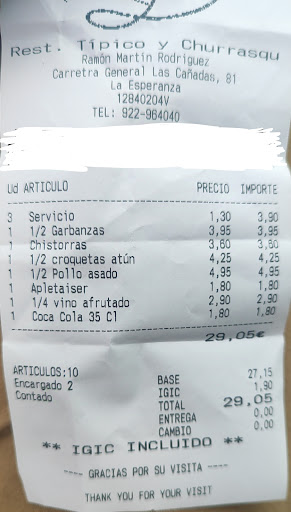 Rest. Típico y Churrasqu
Ramón Martin Rodriguez
Carretra General Las Cañadas, 81
La Esperanza
12840204V
TEL: 922-964040
Ud ARTICULO PRECIO IMPORTE
3 Servicio 1,30 3,90
1 1/2 Garbanzas 3,95 3,95
1 Chistorras 3,60 3,60
1 1/2 croquetas atún 4,25 4,25
1 1/2 Pollo asado 4,95 4,95
1 Apletaiser 1,80 1,80
1 1/4 vino afrutado 2,90 2,90
1 Coca Cola 35 Cl 1,80 1,80
29,05€
ARTICULOS:10 BASE 27,15
Encargado 2 IGIC 1,90
Contado TOTAL 29,05
ENTREGA 0,00
CAMBIO 0,00
** IGIC INCLUIDO **
---- GRACIAS POR SU VISITA ----
THANK YOU FOR YOUR VISIT